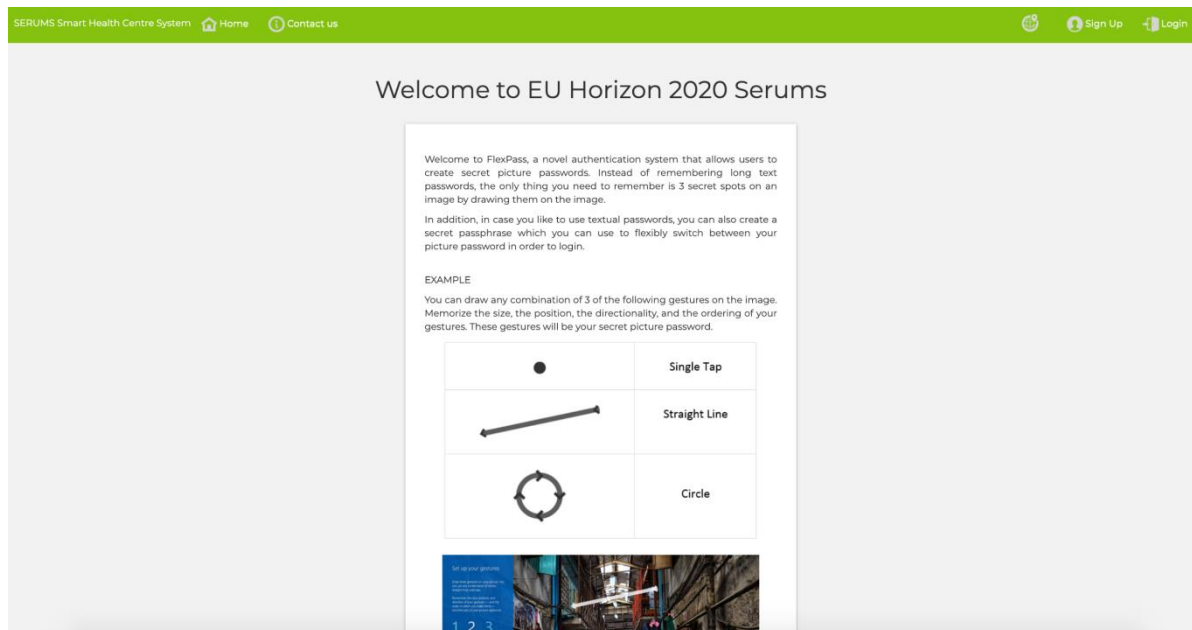 SERUMS Smart Health Centre System Home Contact us Sign Up Login
Welcome to EU Horizon 2020 Serums
Welcome to FlexPass, a novel authentication system that allows users to
create secret picture passwords. Instead of remembering long text
passwords, the only thing you need to remember is 3 secret spots on an
image by drawing them on the image.
In addition, in case you like to use textual passwords, you can also create a
secret passphrase which you can use to flexibly switch between your
picture password in order to login.
EXAMPLE
You can draw any combination of 3 of the following gestures on the image.
Memorize the size, the position, the directionality, and the ordering of your
gestures. These gestures will be your secret picture password.
Single Tap
Straight Line
Circle
Set up your gestures
1 2 3